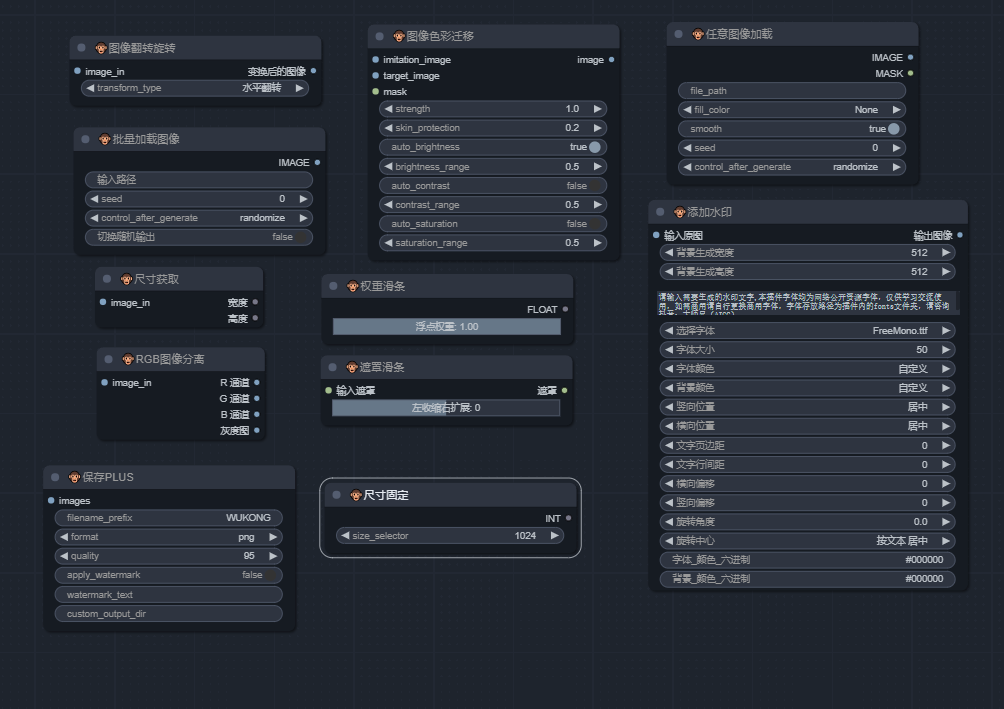 图像翻转旋转
image_in
变换后的图像
transform_type
水平翻转
批量加载图像
IMAGE
输入路径
seed
0
control_after_generate
randomize
切换随机输出
false
尺寸获取
image_in
宽度
高度
RGB图像分离
image_in
R 通道
G 通道
B 通道
灰度图
保存PLUS
images
filename_prefix
WUKONG
format
png
quality
95
apply_watermark
false
watermark_text
custom_output_dir
图像色彩迁移
imitation_image
image
target_image
mask
strength
1.0
skin_protection
0.2
auto_brightness
true
brightness_range
0.5
auto_contrast
false
contrast_range
0.5
auto_saturation
false
saturation_range
0.5
权重滑条
FLOAT
浮点权重: 1.00
遮罩滑条
输入遮罩
遮罩
左收缩右扩展: 0
尺寸固定
INT
size_selector
1024
任意图像加载
IMAGE
MASK
file_path
fill_color
None
smooth
true
seed
0
control_after_generate
randomize
添加水印
输入原图
输出图像
背景生成宽度
512
背景生成高度
512
请输入需要生成的水印文字,本插件字体均为网络公开资源字体，仅供学习交流使
用。如需商用请自行更换商用字体，字体存放路径为插件内的fonts文件夹，请咨询
选择字体
FreeMono.ttf
字体大小
50
字体颜色
自定义
背景颜色
自定义
竖向位置
居中
横向位置
居中
文字页边距
0
文字行间距
0
横向偏移
0
竖向偏移
0
旋转角度
0.0
旋转中心
按文本 居中
字体_颜色_六进制
#000000
背景_颜色_六进制
#000000